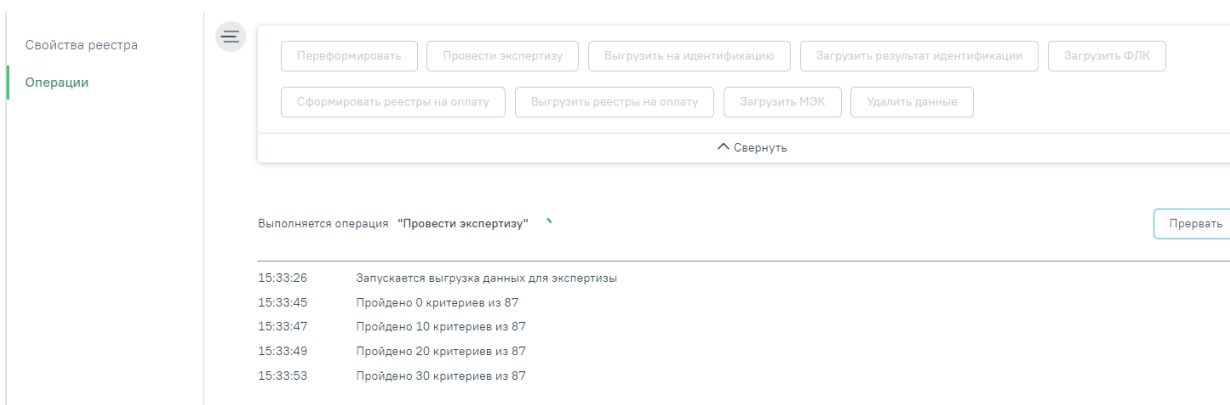 Свойства реестра
Операции
Переформировать Провести экспертизу Выгрузить на идентификацию Загрузить результат идентификации Загрузить ФЛК
Сформировать реестры на оплату Выгрузить реестры на оплату Загрузить МЭК Удалить данные
Свернуть
Выполняется операция "Провести экспертизу" Прервать
15:33:26 Запускается выгрузка данных для экспертизы
15:33:45 Пройдено 0 критериев из 87
15:33:47 Пройдено 10 критериев из 87
15:33:49 Пройдено 20 критериев из 87
15:33:53 Пройдено 30 критериев из 87